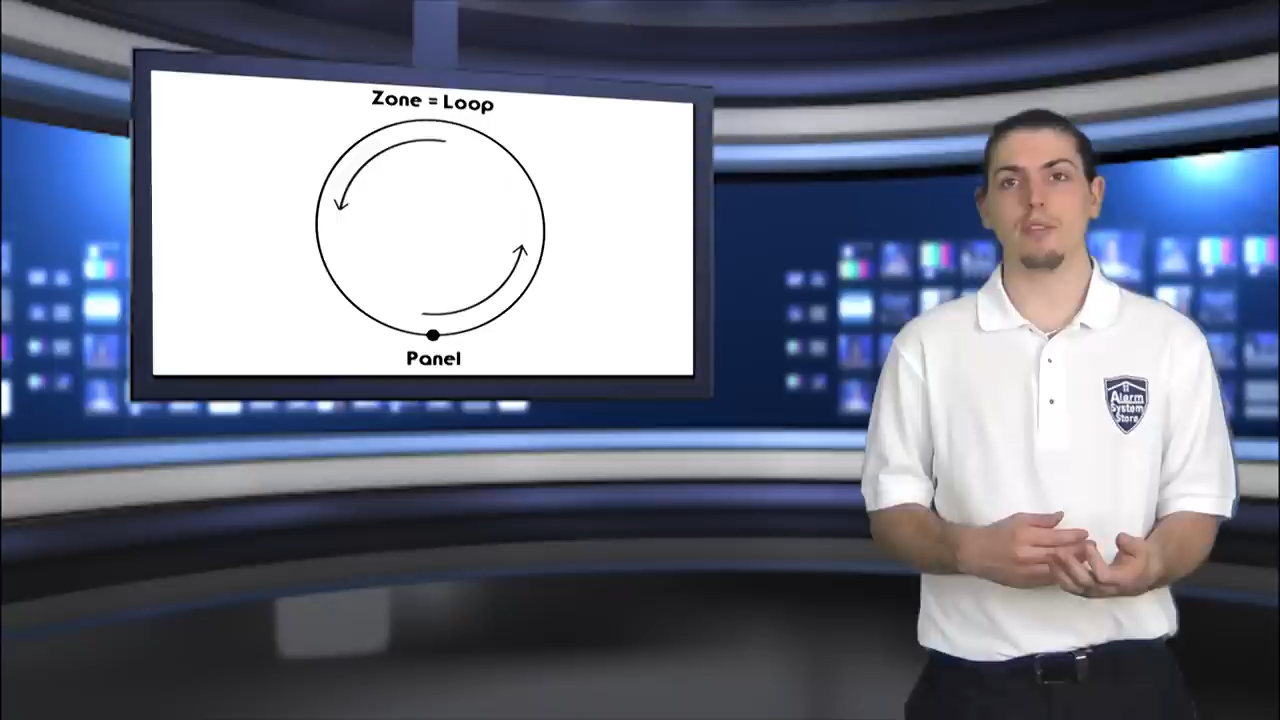 Zone = Loop
Panel
Alarm
System
Store